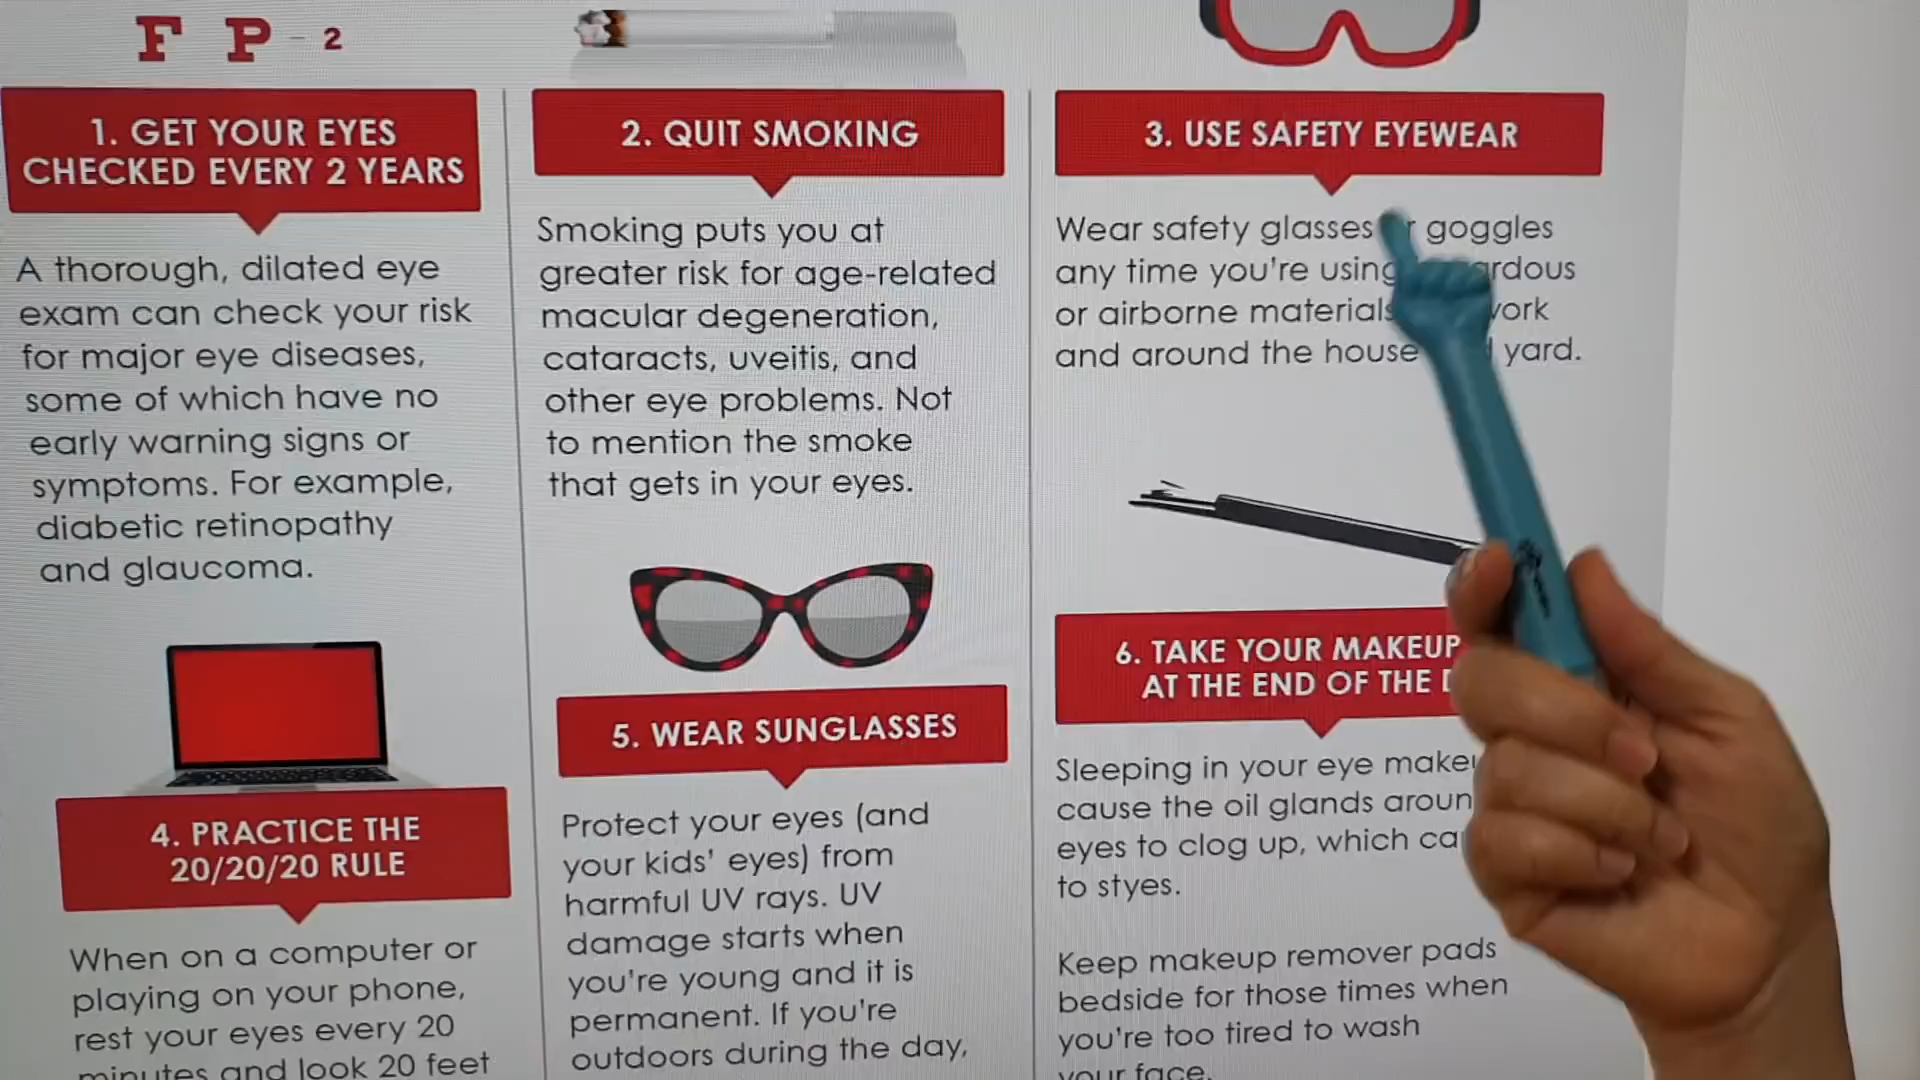 F P - 2
1. GET YOUR EYES
CHECKED EVERY 2 YEARS
A thorough, dilated eye
exam can check your risk
for major eye diseases,
some of which have no
early warning signs or
symptoms. For example,
diabetic retinopathy
and glaucoma.
2. QUIT SMOKING
Smoking puts you at
greater risk for age-related
macular degeneration,
cataracts, uveitis, and
other eye problems. Not
to mention the smoke
that gets in your eyes.
3. USE SAFETY EYEWEAR
Wear safety glasses goggles
any time you're using
or airborne materials
and around the house yard.
4. PRACTICE THE
20/20/20 RULE
When on a computer or
playing on your phone,
rest your eyes every 20
minutes and look 20 feet
5. WEAR SUNGLASSES
Protect your eyes (and
your kids' eyes) from
harmful UV rays. UV
damage starts when
you're young and it is
permanent. If you're
outdoors during the day,
6. TAKE YOUR MAKEUP
AT THE END OF THE
Sleeping in your eye
cause the oil glands
eyes to clog up, which
to styes.
Keep makeup remover pads
bedside for those times when
you're too tired to wash
your face.